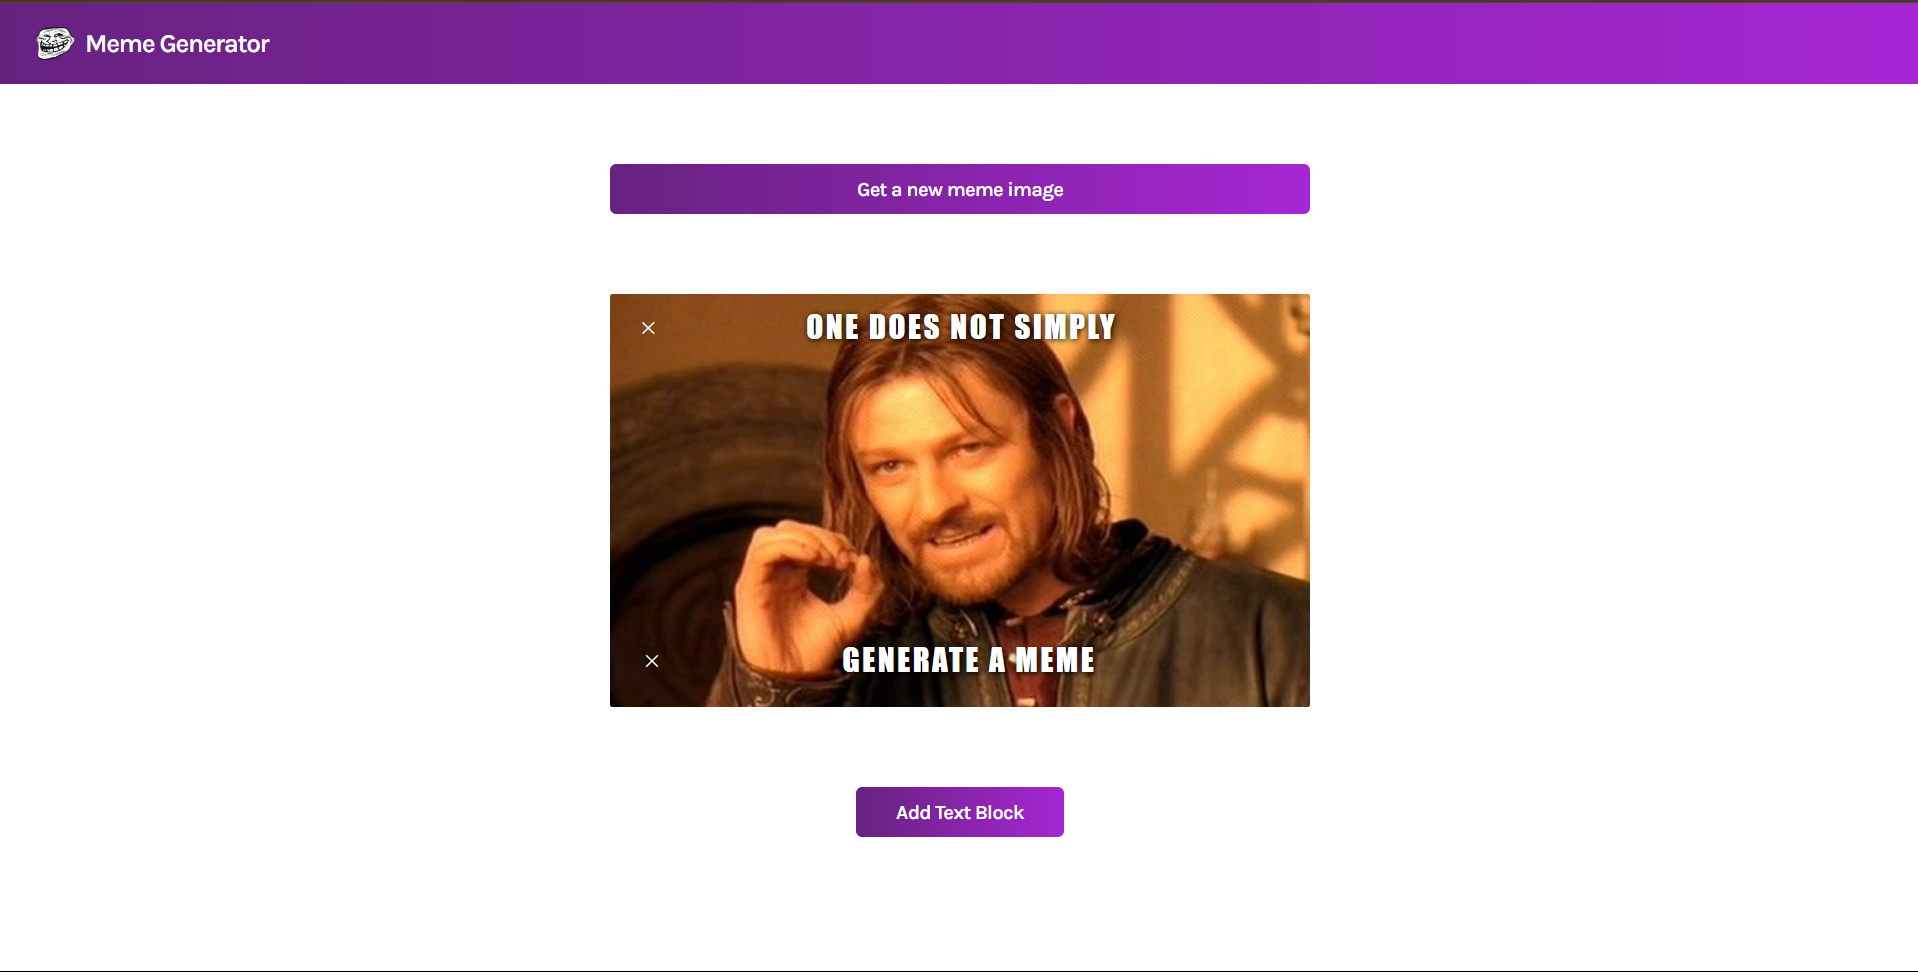 Meme Generator
Get a new meme image
ONE DOES NOT SIMPLY
GENERATE A MEME
Add Text Block